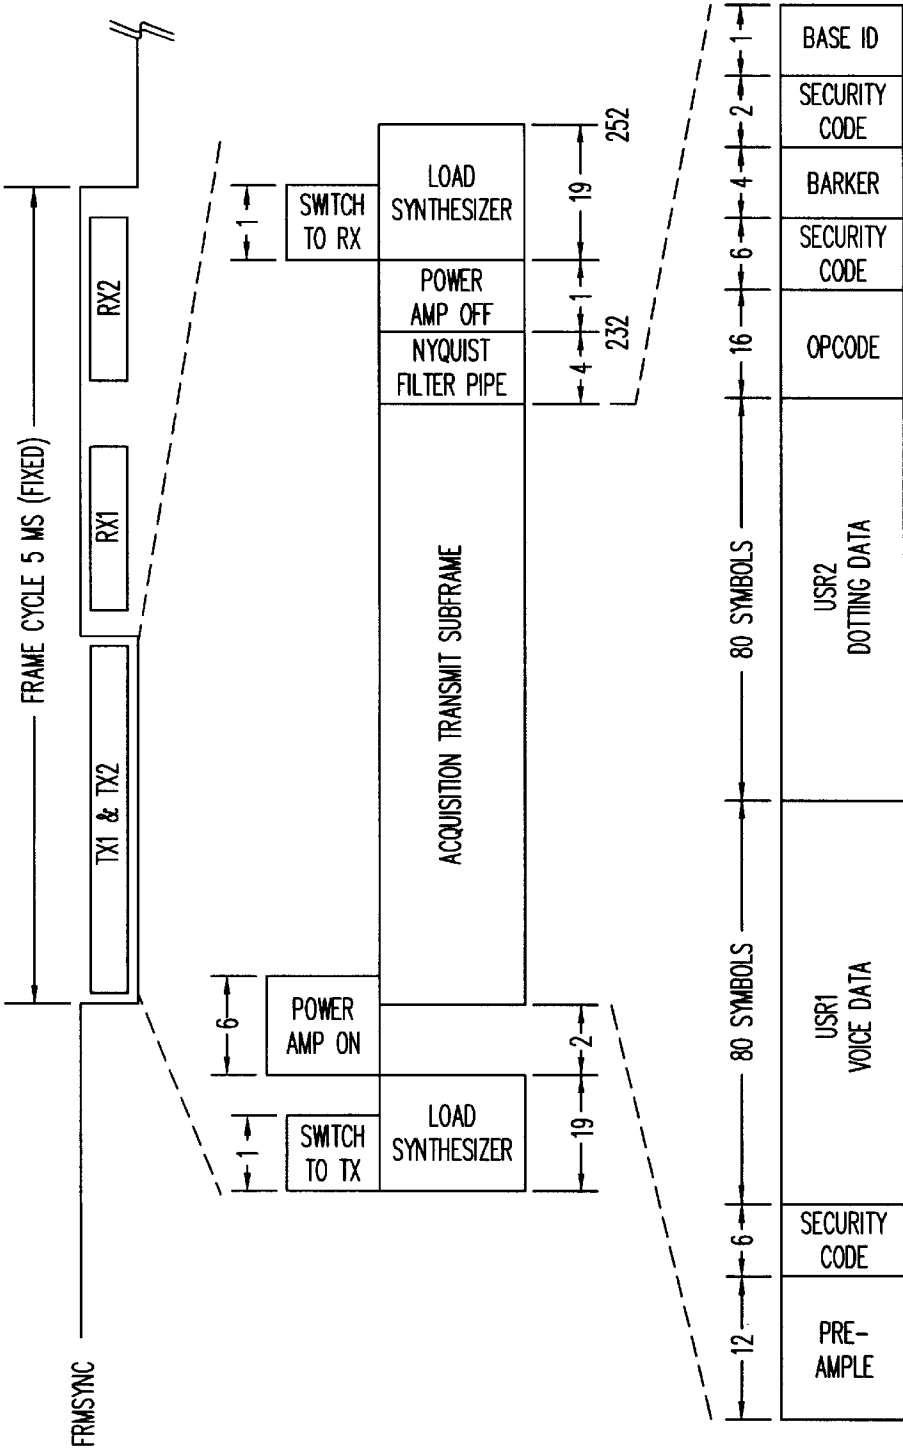 FRMSYNC
FRAME CYCLE 5 MS (FIXED)
TX1 & TX2
RX1
RX2
1
6
1
SWITCH
TO TX
POWER
AMP ON
SWITCH
TO RX
LOAD
SYNTHESIZER
ACQUISITION TRANSMIT SUBFRAME
NYQUIST
FILTER PIPE
POWER
AMP OFF
LOAD
SYNTHESIZER
19
2
4
1
19
232
252
12
6
80 SYMBOLS
80 SYMBOLS
16
6
4
2
1
PRE-
AMPLE
SECURITY
CODE
USR1
VOICE DATA
USR2
DOTTING DATA
OPCODE
SECURITY
CODE
BARKER
SECURITY
CODE
BASE ID